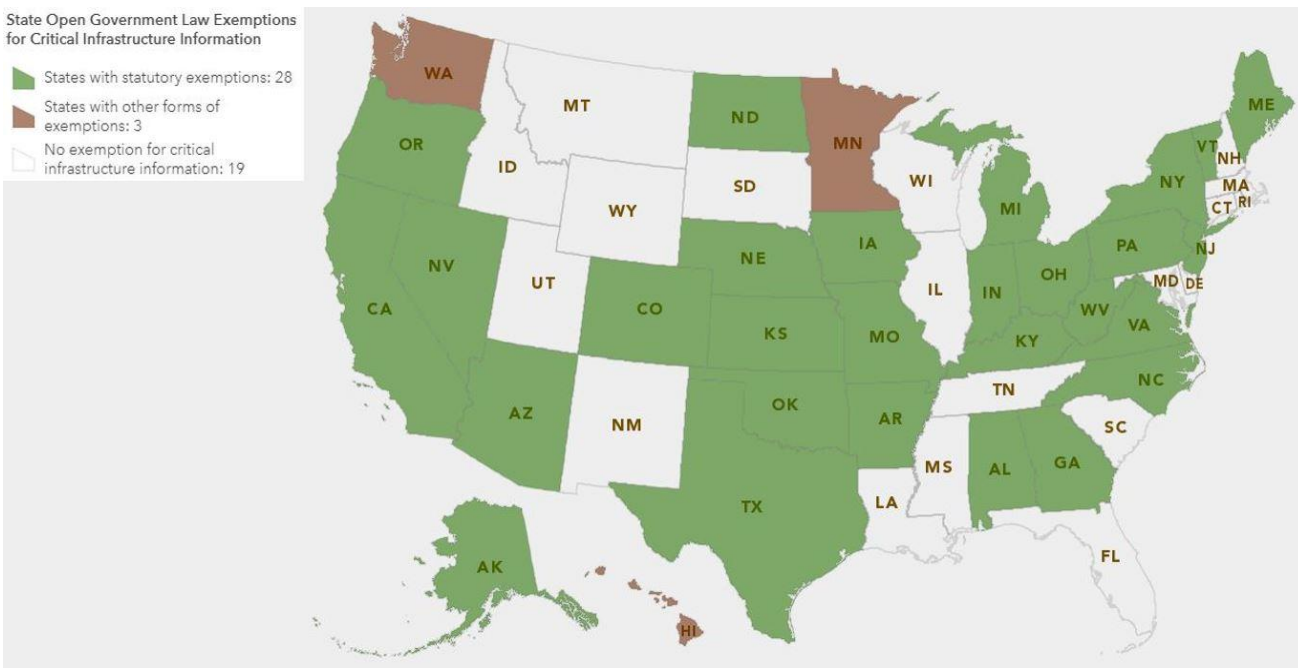 State Open Government Law Exemptions
for Critical Infrastructure Information
States with statutory exemptions: 28
States with other forms of
exemptions: 3
No exemption for critical
infrastructure information: 19
WA
MT
ND
MN
ME
OR
ID
SD
WI
VT
NH
WY
MI
NY
MA
CT
RI
IA
NE
PA
NJ
NV
UT
IL
IN
OH
MD
DE
CA
CO
KS
MO
WV
VA
KY
NC
AZ
NM
OK
AR
TN
SC
TX
MS
AL
GA
LA
FL
AK
HI